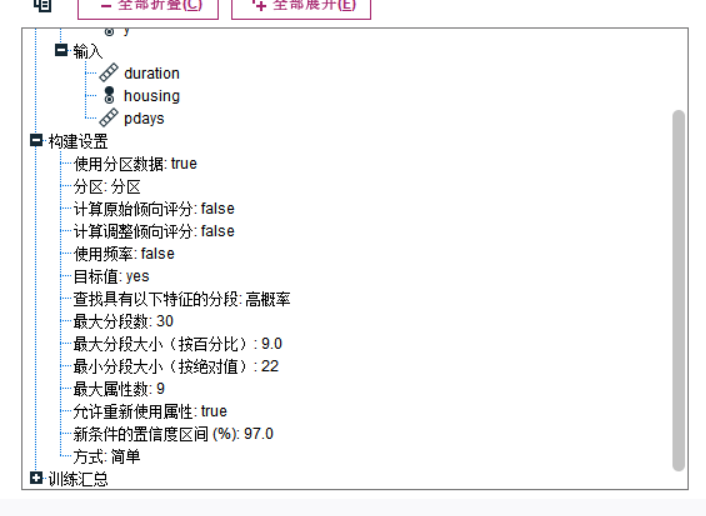 全部折叠(C)
全部展开(E)
y
输入
duration
housing
pdays
构建设置
使用分区数据: true
分区: 分区
计算原始倾向评分: false
计算调整倾向评分: false
使用频率: false
目标值: yes
查找具有以下特征的分段: 高概率
最大分段数: 30
最大分段大小（按百分比）: 9.0
最小分段大小（按绝对值）: 22
最大属性数: 9
允许重新使用属性: true
新条件的置信度区间 (%): 97.0
方式: 简单
训练汇总